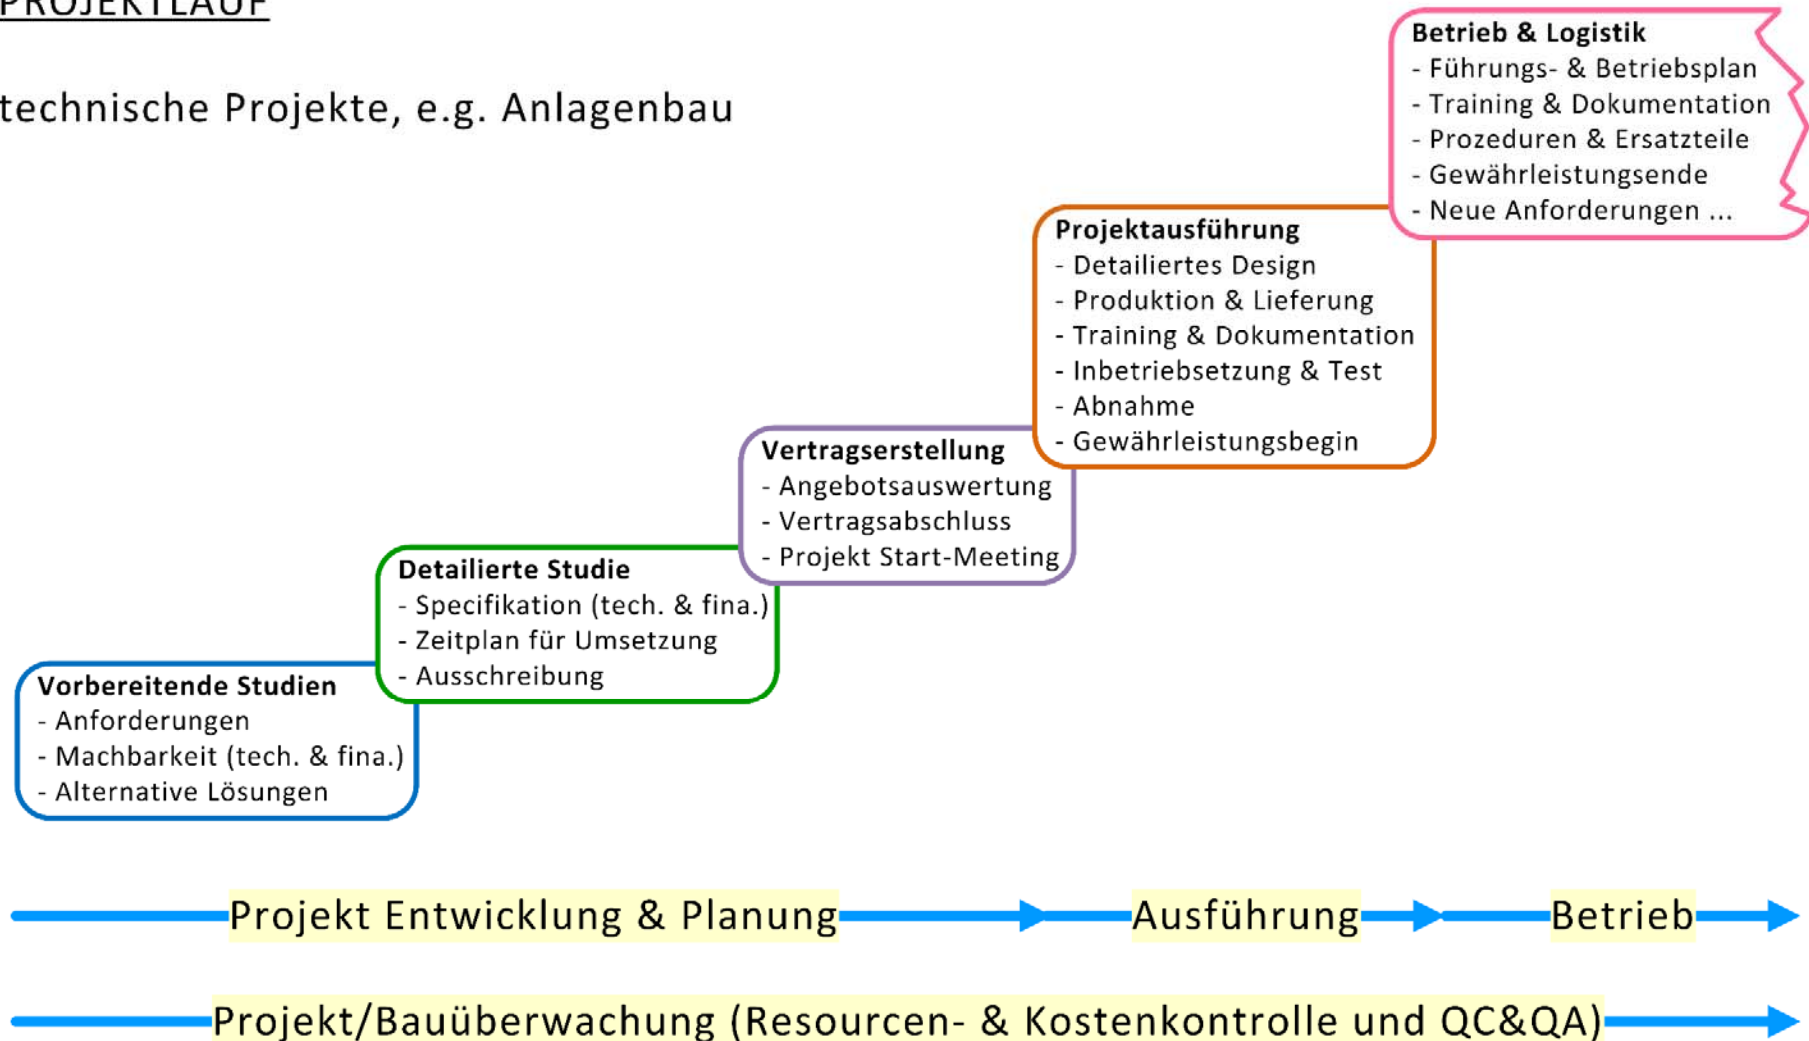 PROJEKTLAUF
technische Projekte, e.g. Anlagenbau
Betrieb & Logistik
- Führungs- & Betriebsplan
- Training & Dokumentation
- Prozeduren & Ersatzteile
- Gewährleistungsende
- Neue Anforderungen ...
Projektausführung
- Detailiertes Design
- Produktion & Lieferung
- Training & Dokumentation
- Inbetriebsetzung & Test
- Abnahme
- Gewährleistungsbegin
Vertragserstellung
- Angebotsauswertung
- Vertragsabschluss
- Projekt Start-Meeting
Detailierte Studie
- Specifikation (tech. & fina.)
- Zeitplan für Umsetzung
- Ausschreibung
Vorbereitende Studien
- Anforderungen
- Machbarkeit (tech. & fina.)
- Alternative Lösungen
Projekt Entwicklung & Planung
Ausführung
Betrieb
Projekt/Bauüberwachung (Resourcen- & Kostenkontrolle und QC&QA)